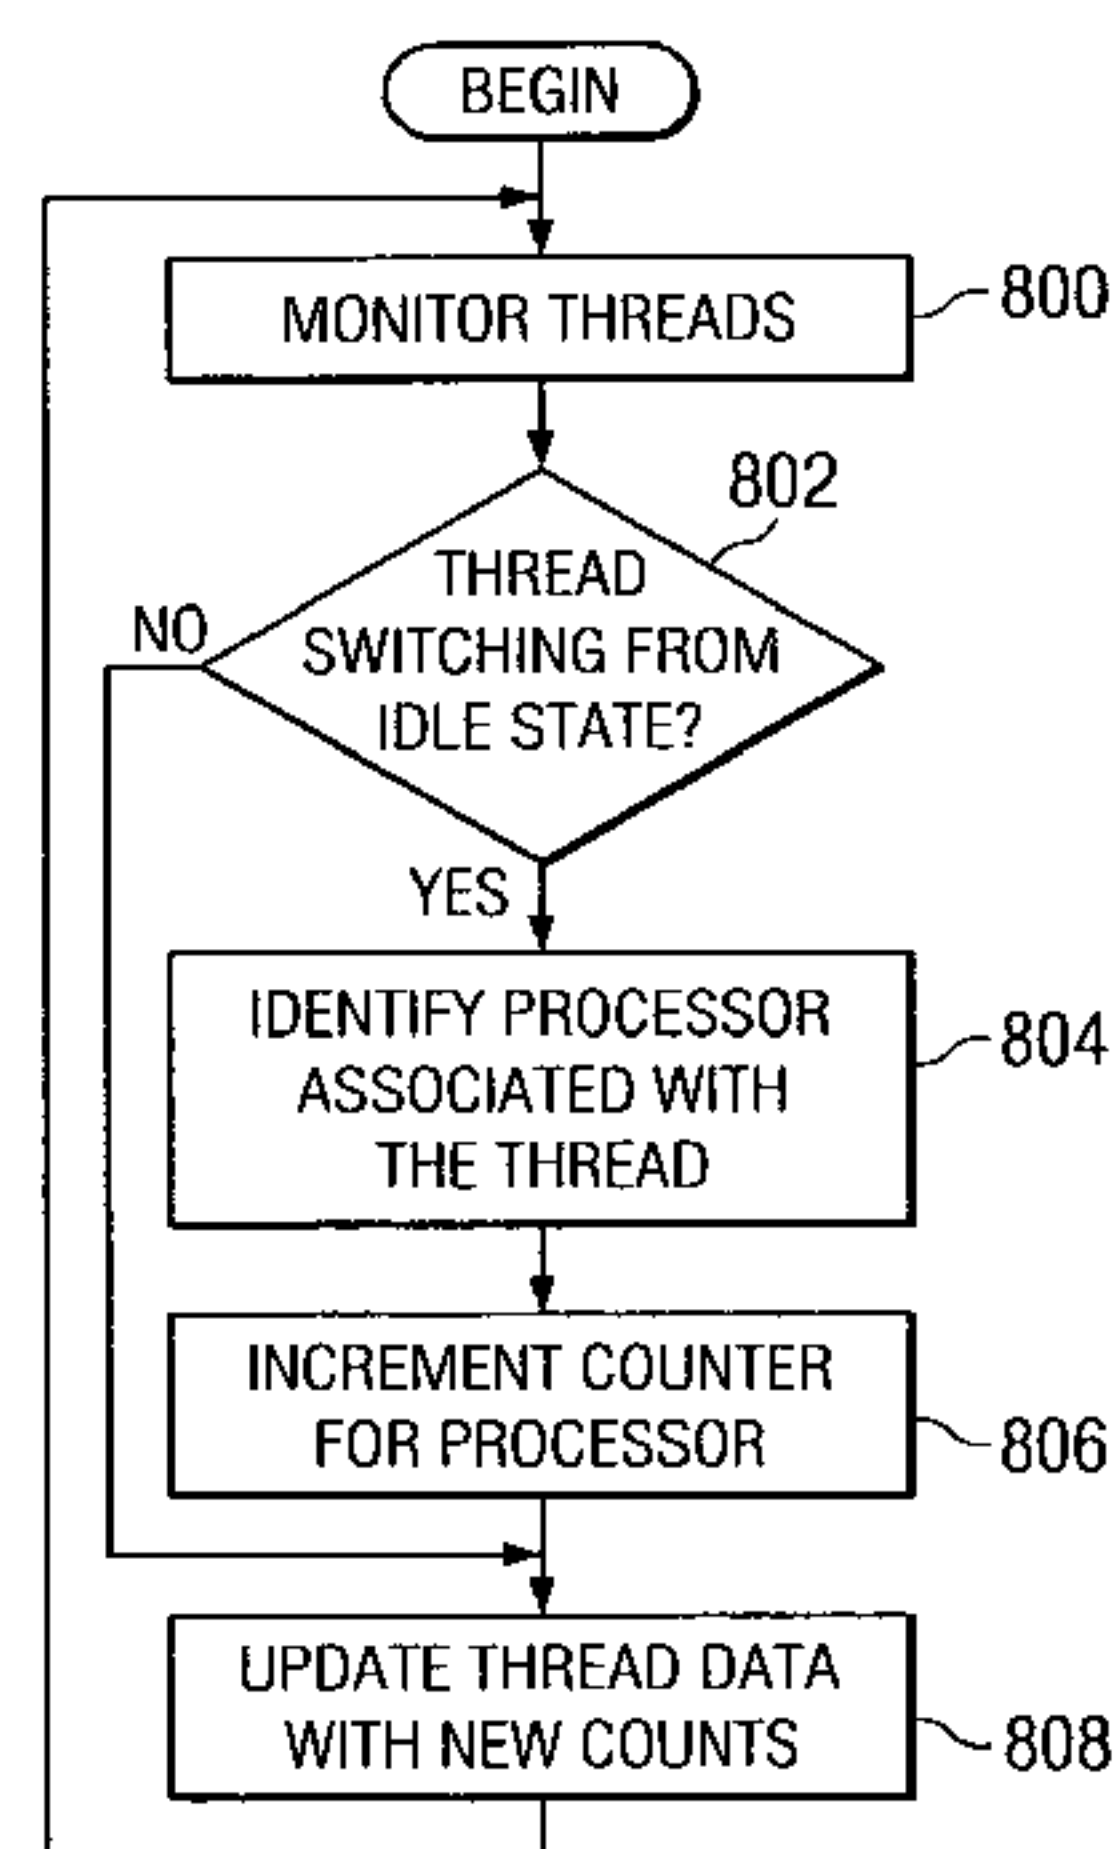 BEGIN
MONITOR THREADS
800
802
THREAD
SWITCHING FROM
IDLE STATE?
NO
YES
IDENTIFY PROCESSOR
ASSOCIATED WITH
THE THREAD
804
INCREMENT COUNTER
FOR PROCESSOR
806
UPDATE THREAD DATA
WITH NEW COUNTS
808